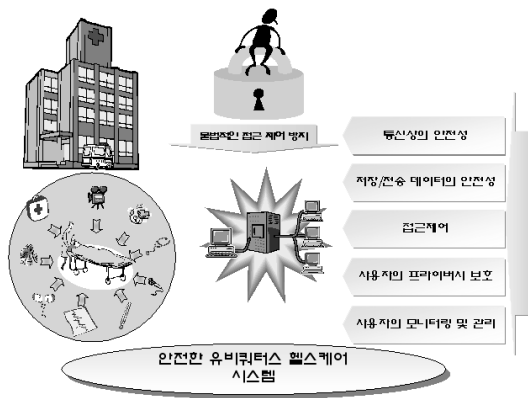 불법적인 접근 제어 방지
통신상의 안전성
저장/전송 데이터의 안전성
접근제어
사용자의 프라이버시 보호
사용자의 모니터링 및 관리
안전한 유비쿼터스 헬스케어
시스템